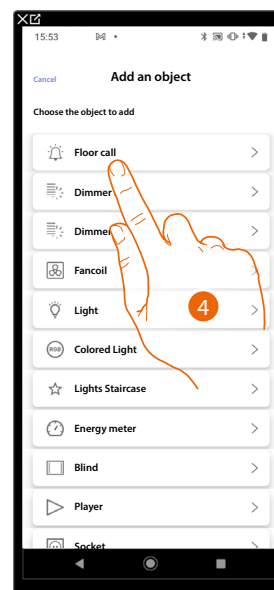 15:53
Cancel
Add an object
Choose the object to add
Floor call
Dimmer
Dimmer
Fancoil
Light
4
RGB
Colored Light
Lights Staircase
Energy meter
Blind
Player
Socket